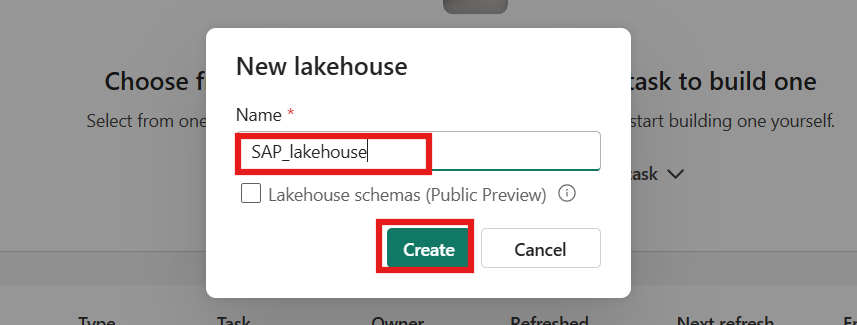 New lakehouse
Choose f
task to build one
Name *
Select from one
start building one yourself.
SAP_lakehouse
task
Lakehouse schemas (Public Preview)
Create
Cancel
Type Task Owner Refreshed Next refresh